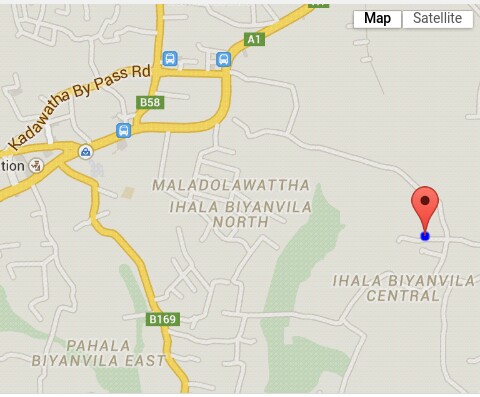 Map Satellite
A1
Kadawatha By Pass Rd
B58
tion
MALADOLAWATTHA
IHALA BIYANVILA
NORTH
IHALA BIYANVILA
CENTRAL
B169
PAHALA
BIYANVILA EAST